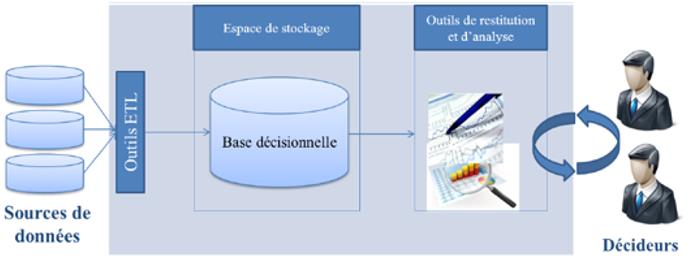 Espace de stockage
Outils de restitution
et d'analyse
Outils ETL
Base décisionnelle
Sources de
données
Décideurs